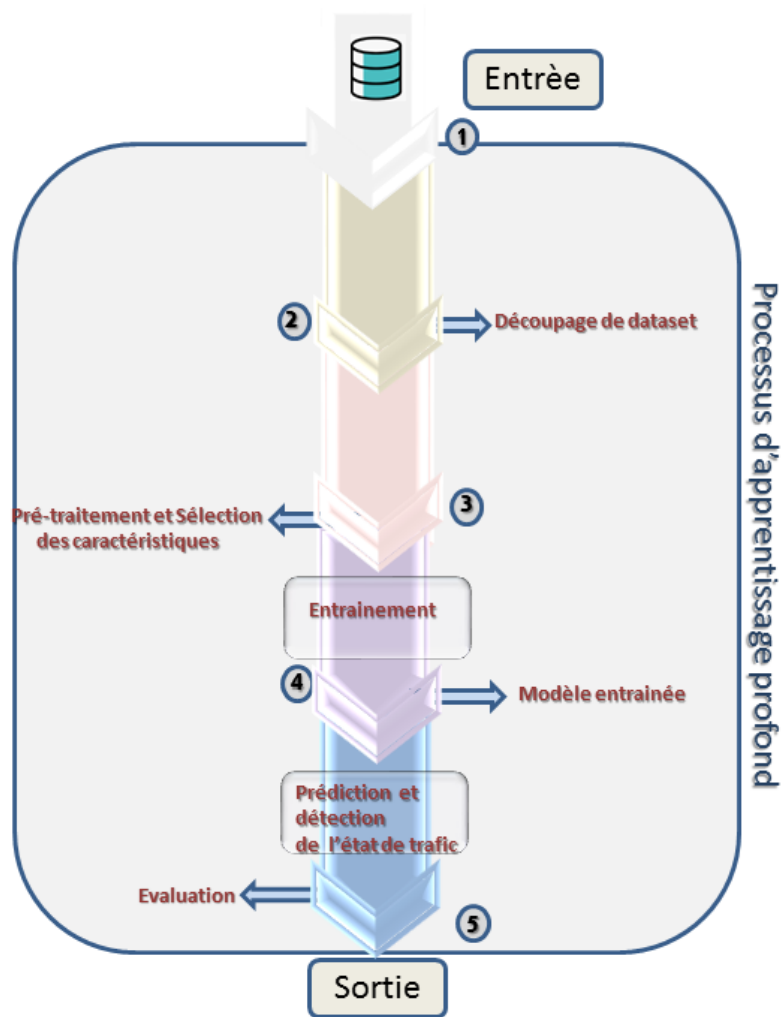 Entrèe
1
2
Découpage de dataset
3
Pré-traitement et Sélection
des caractéristiques
Entrainement
4
Modèle entrainée
Prédiction et
détection
de l'état de trafic
Evaluation
5
Sortie
Processus d'apprentissage profond